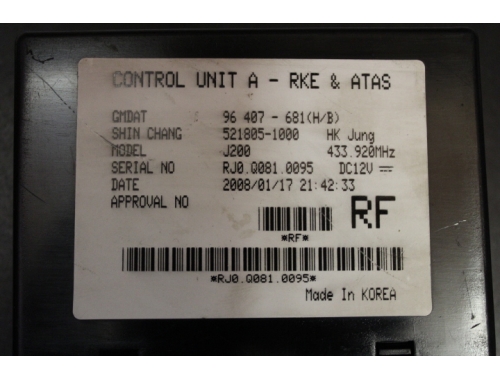 CONTROL UNIT A - RKE & ATAS
GMDAT 96 407 - 681(H/B)
SHIN CHANG 521805-1000 HK Jung
MODEL J200 433.920MHz
SERIAL NO RJ0.Q081.0095 DC12V ⎓
DATE 2008/01/17 21:42:33
APPROVAL NO
RF
*RF*
*RJ0.Q081.0095*
Made In KOREA